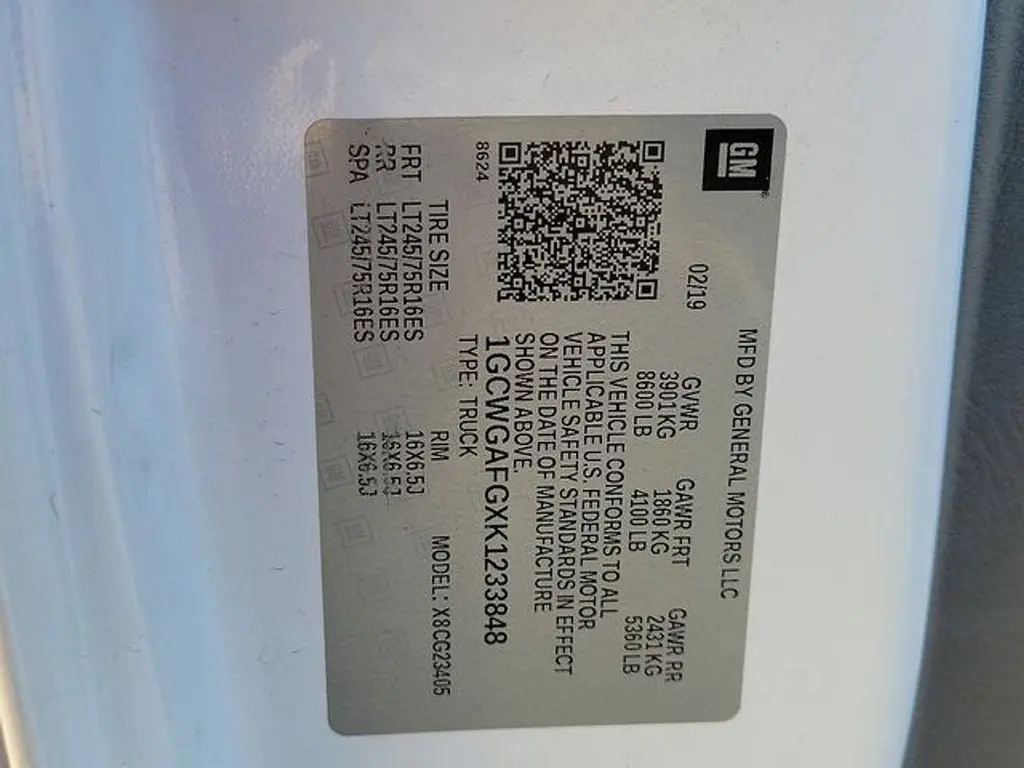 GM
MFD BY GENERAL MOTORS LLC
02/19
GVWR GAWR FRT GAWR RR
3901 KG 1860 KG 2431 KG
8600 LB 4100 LB 5360 LB
THIS VEHICLE CONFORMS TO ALL
APPLICABLE U.S. FEDERAL MOTOR
VEHICLE SAFETY STANDARDS IN EFFECT
ON THE DATE OF MANUFACTURE
SHOWN ABOVE.
1GCWGAFGXK1233848
8624
TYPE: TRUCK MODEL: X8CG23405
TIRE SIZE RIM
FRT LT245/75R16ES 16X6.5J
RR LT245/75R16ES 16X6.5J
SPA LT245/75R16ES 16X6.5J